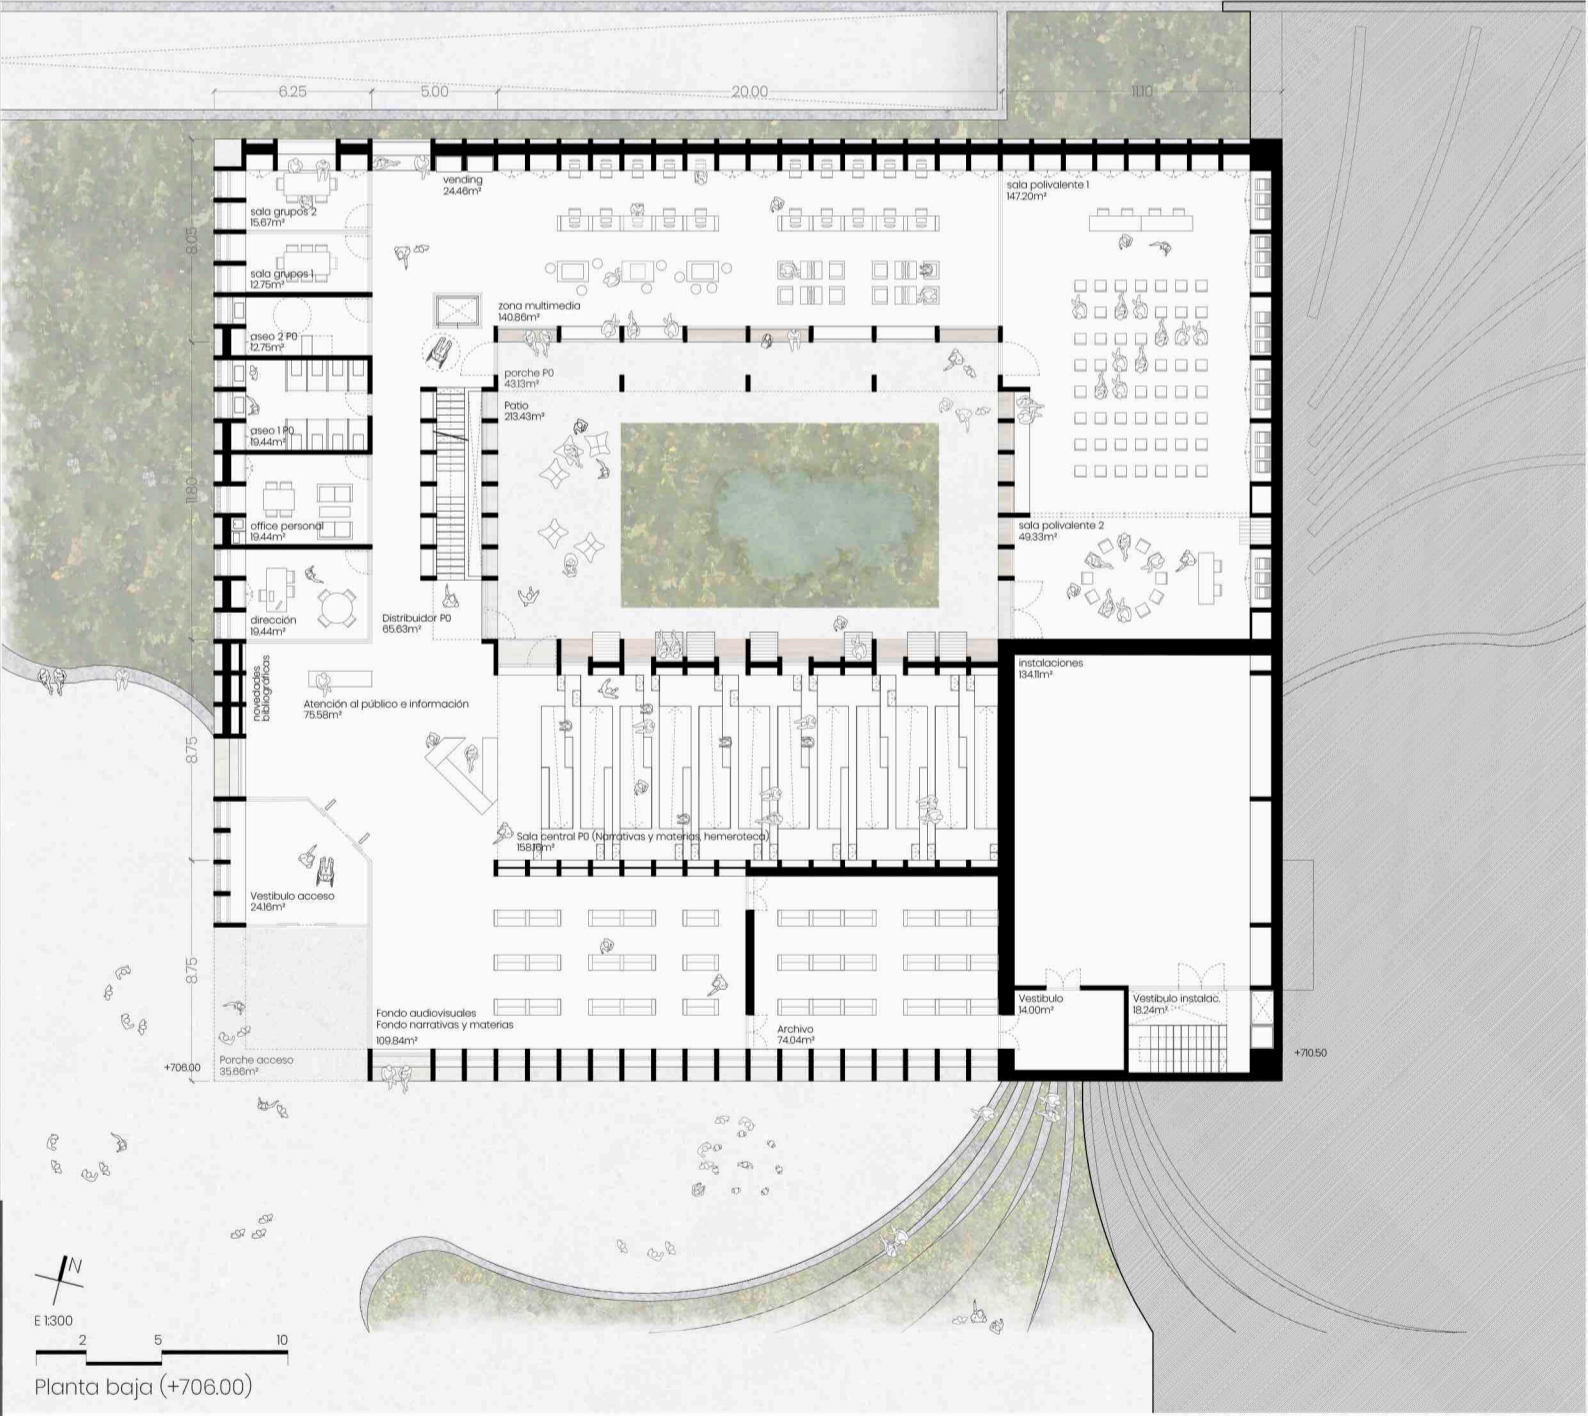 6.25
5.00
20.00
11.10
vending
24.46m²
sala polivalente 1
147.20m²
sala grupos 2
15.67m²
8.05
sala grupos 1
12.75m²
zona multimedia
140.86m²
aseo 2 P0
12.75m²
porche P0
43.13m²
Patio
213.43m²
aseo 1 P0
19.44m²
11.80
office personal
19.44m²
sala polivalente 2
49.33m²
dirección
19.44m²
Distribuidor P0
65.63m²
novedades
bibliográficas
instalaciones
134.11m²
Atención al público e información
75.58m²
8.75
Sala central P0 (Narrativas y materias, hemeroteca)
158.16m²
Vestibulo acceso
24.16m²
8.75
Fondo audiovisuales
Fondo narrativas y materias
109.84m²
Archivo
74.04m²
Vestibulo
14.00m²
Vestibulo instalac.
18.24m²
Porche acceso
35.66m²
+706.00
+710.50
N
E 1:300
2 5 10
Planta baja (+706.00)